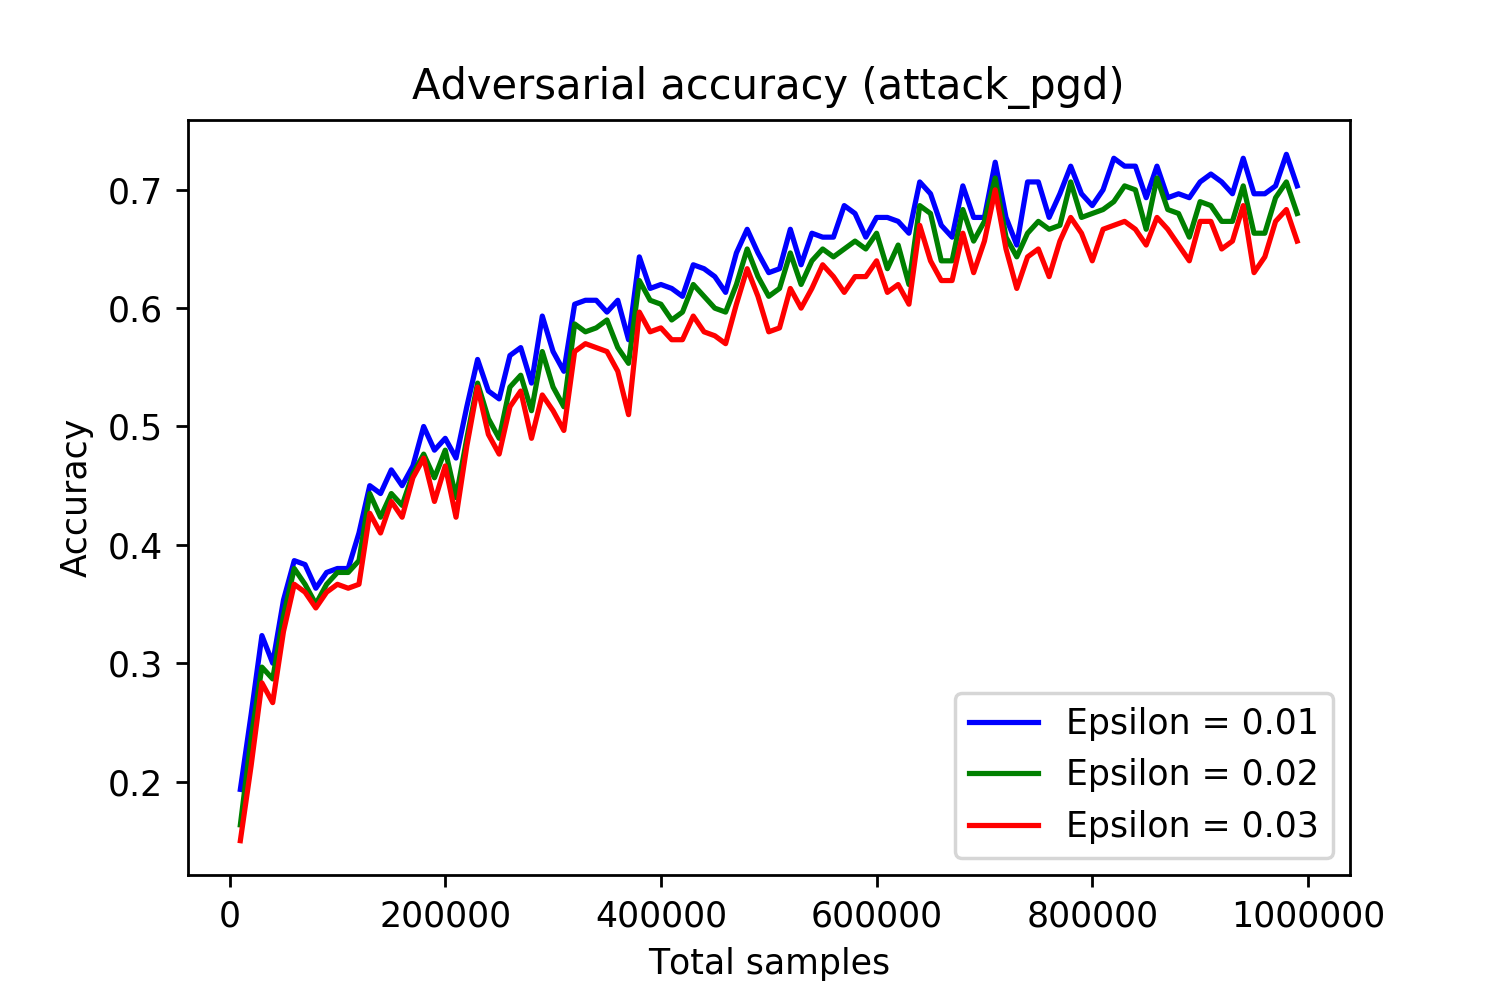 Adversarial accuracy (attack_pgd)
0.7
0.6
0.5
0.4
0.3
0.2
Accuracy
Epsilon = 0.01
Epsilon = 0.02
Epsilon = 0.03
0 200000 400000 600000 800000 1000000
Total samples